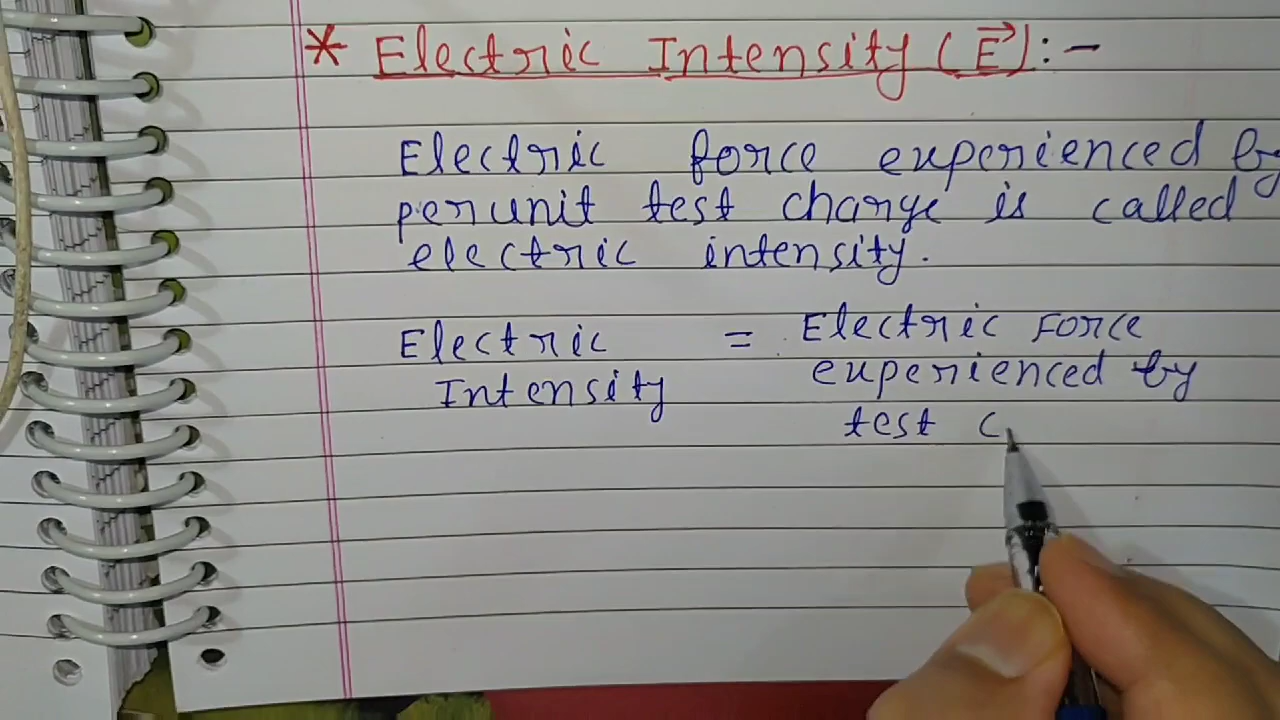 * Electric Intensity (E⃗) :-
Electric force experienced by
per unit test charge is called
electric intensity.
Electric = Electric Force
Intensity experienced by
test c